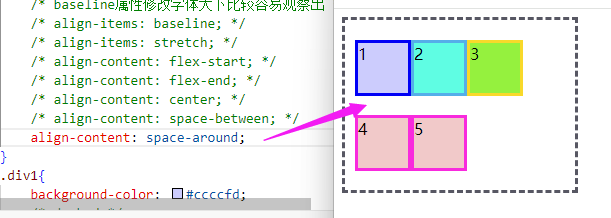 /* baseline属性修改字体大下比较容易观察出
/* align-items: baseline; */
/* align-items: stretch; */
/* align-content: flex-start; */
/* align-content: flex-end; */
/* align-content: center; */
/* align-content: space-between; */
align-content: space-around;
}
.div1{
background-color: #ccccfd;
1 2 3
4 5